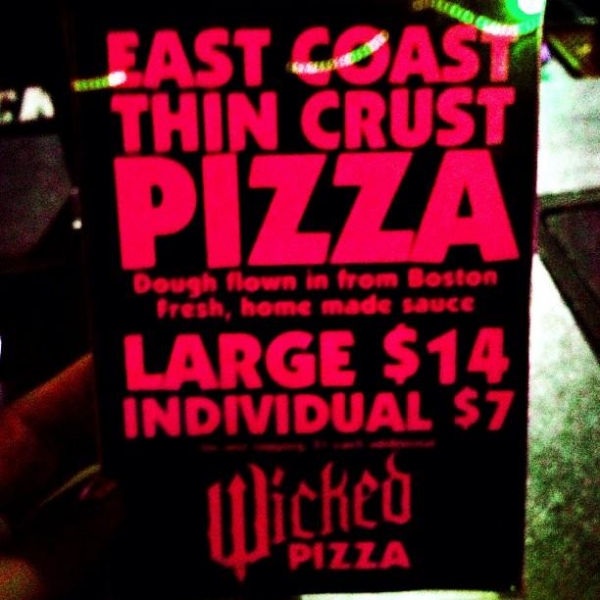 EAST COAST
THIN CRUST
PIZZA
Dough flown in from Boston
Fresh, home made sauce
LARGE $14
INDIVIDUAL $7
Wicked
PIZZA
CA